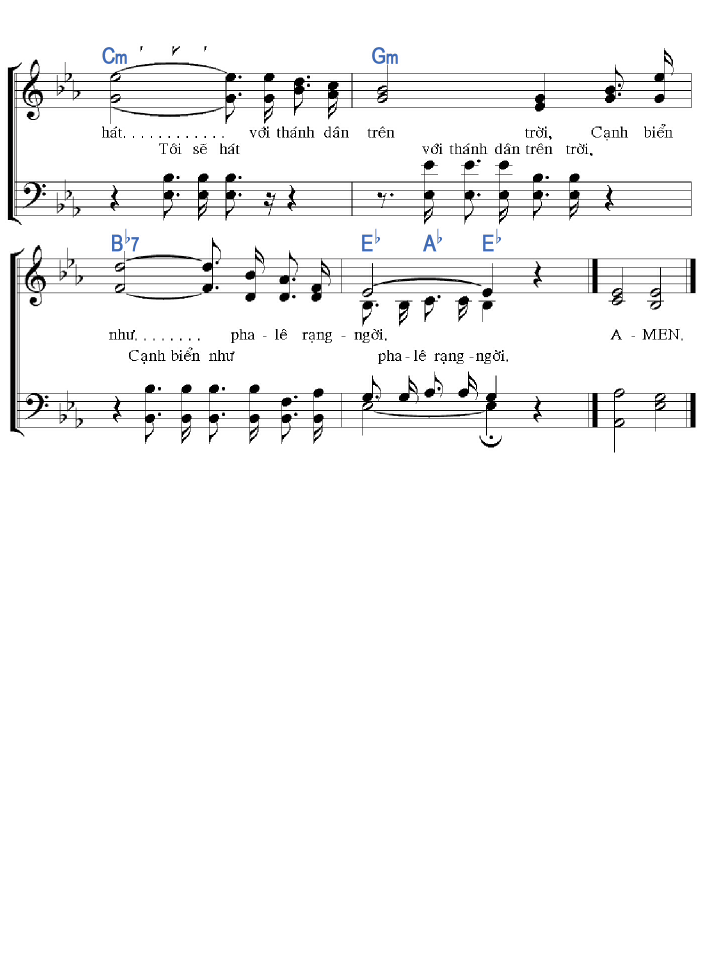 Cm Gm
hát............ với thánh dân trên trời, Cạnh biển
Tôi sẽ hát với thánh dân trên trời,
B♭7 E♭ A♭ E♭
như........ pha-lê rạng-ngời. A-MEN.
Cạnh biển như pha-lê rạng-ngời.